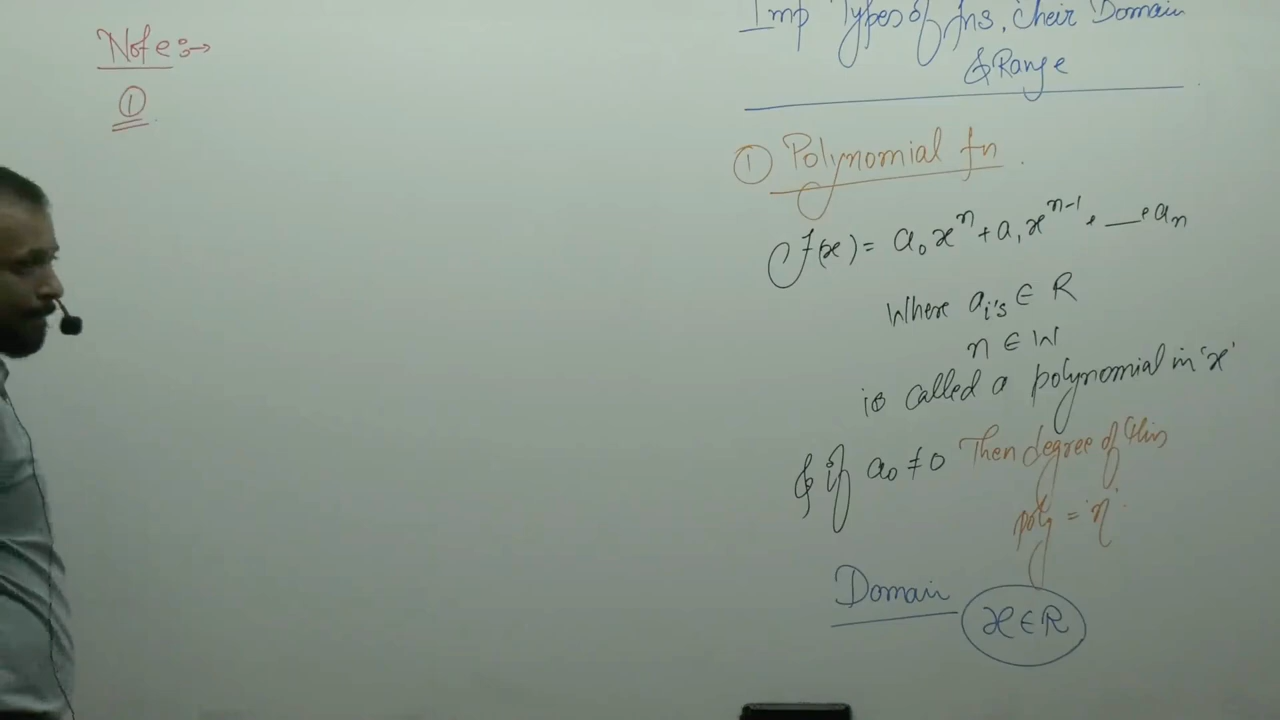 Note:→
①
Imp Types of fns, their Domain
& Range
① Polynomial fn.
f(x) = a₀xⁿ + a₁xⁿ⁻¹ + __ + aₙ
Where aᵢ's ∈ R
n ∈ W
is called a polynomial in 'x'
& if a₀ ≠ 0 Then degree of this
poly = 'n'
Domain x ∈ R